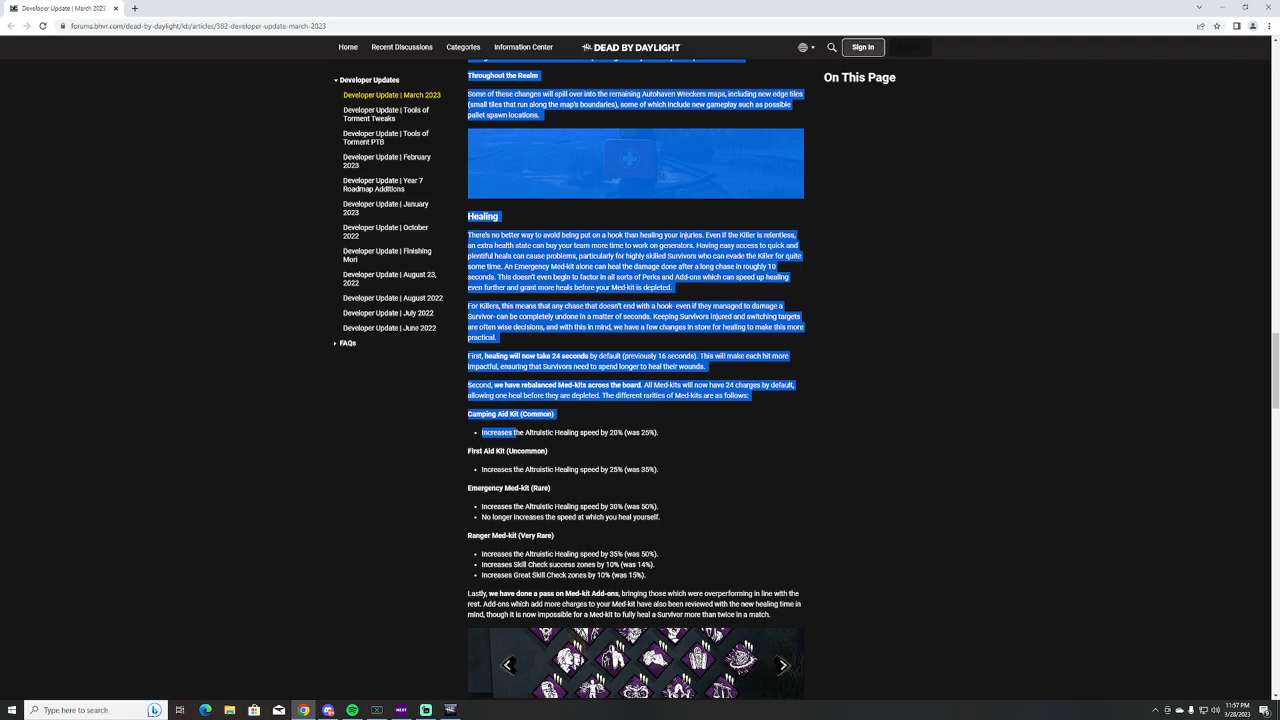 Developer Update | March 2023
forums.bhvr.com/dead-by-daylight/kb/articles/382-developer-update-march-2023
Home Recent Discussions Categories Information Center DEAD BY DAYLIGHT Sign In
Developer Updates
Developer Update | March 2023
Developer Update | Tools of
Torment Tweaks
Developer Update | Tools of
Torment PTB
Developer Update | February
2023
Developer Update | Year 7
Roadmap Additions
Developer Update | January
2023
Developer Update | October
2022
Developer Update | Finishing
Mori
Developer Update | August 23,
2022
Developer Update | August 2022
Developer Update | July 2022
Developer Update | June 2022
FAQs
Throughout the Realm
Some of these changes will spill over into the remaining Autohaven Wreckers maps, including new edge tiles
(small tiles that run along the map's boundaries), some of which include new gameplay such as possible
pallet spawn locations.
Healing
There's no better way to avoid being put on a hook than healing your injuries. Even if the Killer is relentless,
an extra health state can buy your team more time to work on generators. Having easy access to quick and
plentiful heals can cause problems, particularly for highly skilled Survivors who can evade the Killer for quite
some time. An Emergency Med-kit alone can heal the damage done after a long chase in roughly 10
seconds. This doesn't even begin to factor in all sorts of Perks and Add-ons which can speed up healing
even further and grant more heals before your Med-kit is depleted.
For Killers, this means that any chase that doesn't end with a hook- even if they managed to damage a
Survivor- can be completely undone in a matter of seconds. Keeping Survivors injured and switching targets
are often wise decisions, and with this in mind, we have a few changes in store for healing to make this more
practical.
First, healing will now take 24 seconds by default (previously 16 seconds). This will make each hit more
impactful, ensuring that Survivors need to spend longer to heal their wounds.
Second, we have rebalanced Med-kits across the board. All Med-kits will now have 24 charges by default,
allowing one heal before they are depleted. The different rarities of Med-kits are as follows:
Camping Aid Kit (Common)
• Increases the Altruistic Healing speed by 20% (was 25%).
First Aid Kit (Uncommon)
• Increases the Altruistic Healing speed by 25% (was 35%).
Emergency Med-kit (Rare)
• Increases the Altruistic Healing speed by 30% (was 50%).
• No longer increases the speed at which you heal yourself.
Ranger Med-kit (Very Rare)
• Increases the Altruistic Healing speed by 35% (was 50%).
• Increases Skill Check success zones by 10% (was 14%).
• Increases Great Skill Check zones by 10% (was 15%).
Lastly, we have done a pass on Med-kit Add-ons, bringing those which were overperforming in line with the
rest. Add-ons which add more charges to your Med-kit have also been reviewed with the new healing time in
mind, though it is now impossible for a Med-kit to fully heal a Survivor more than twice in a match.
On This Page
Type here to search
NEXT
11:57 PM
3/28/2023